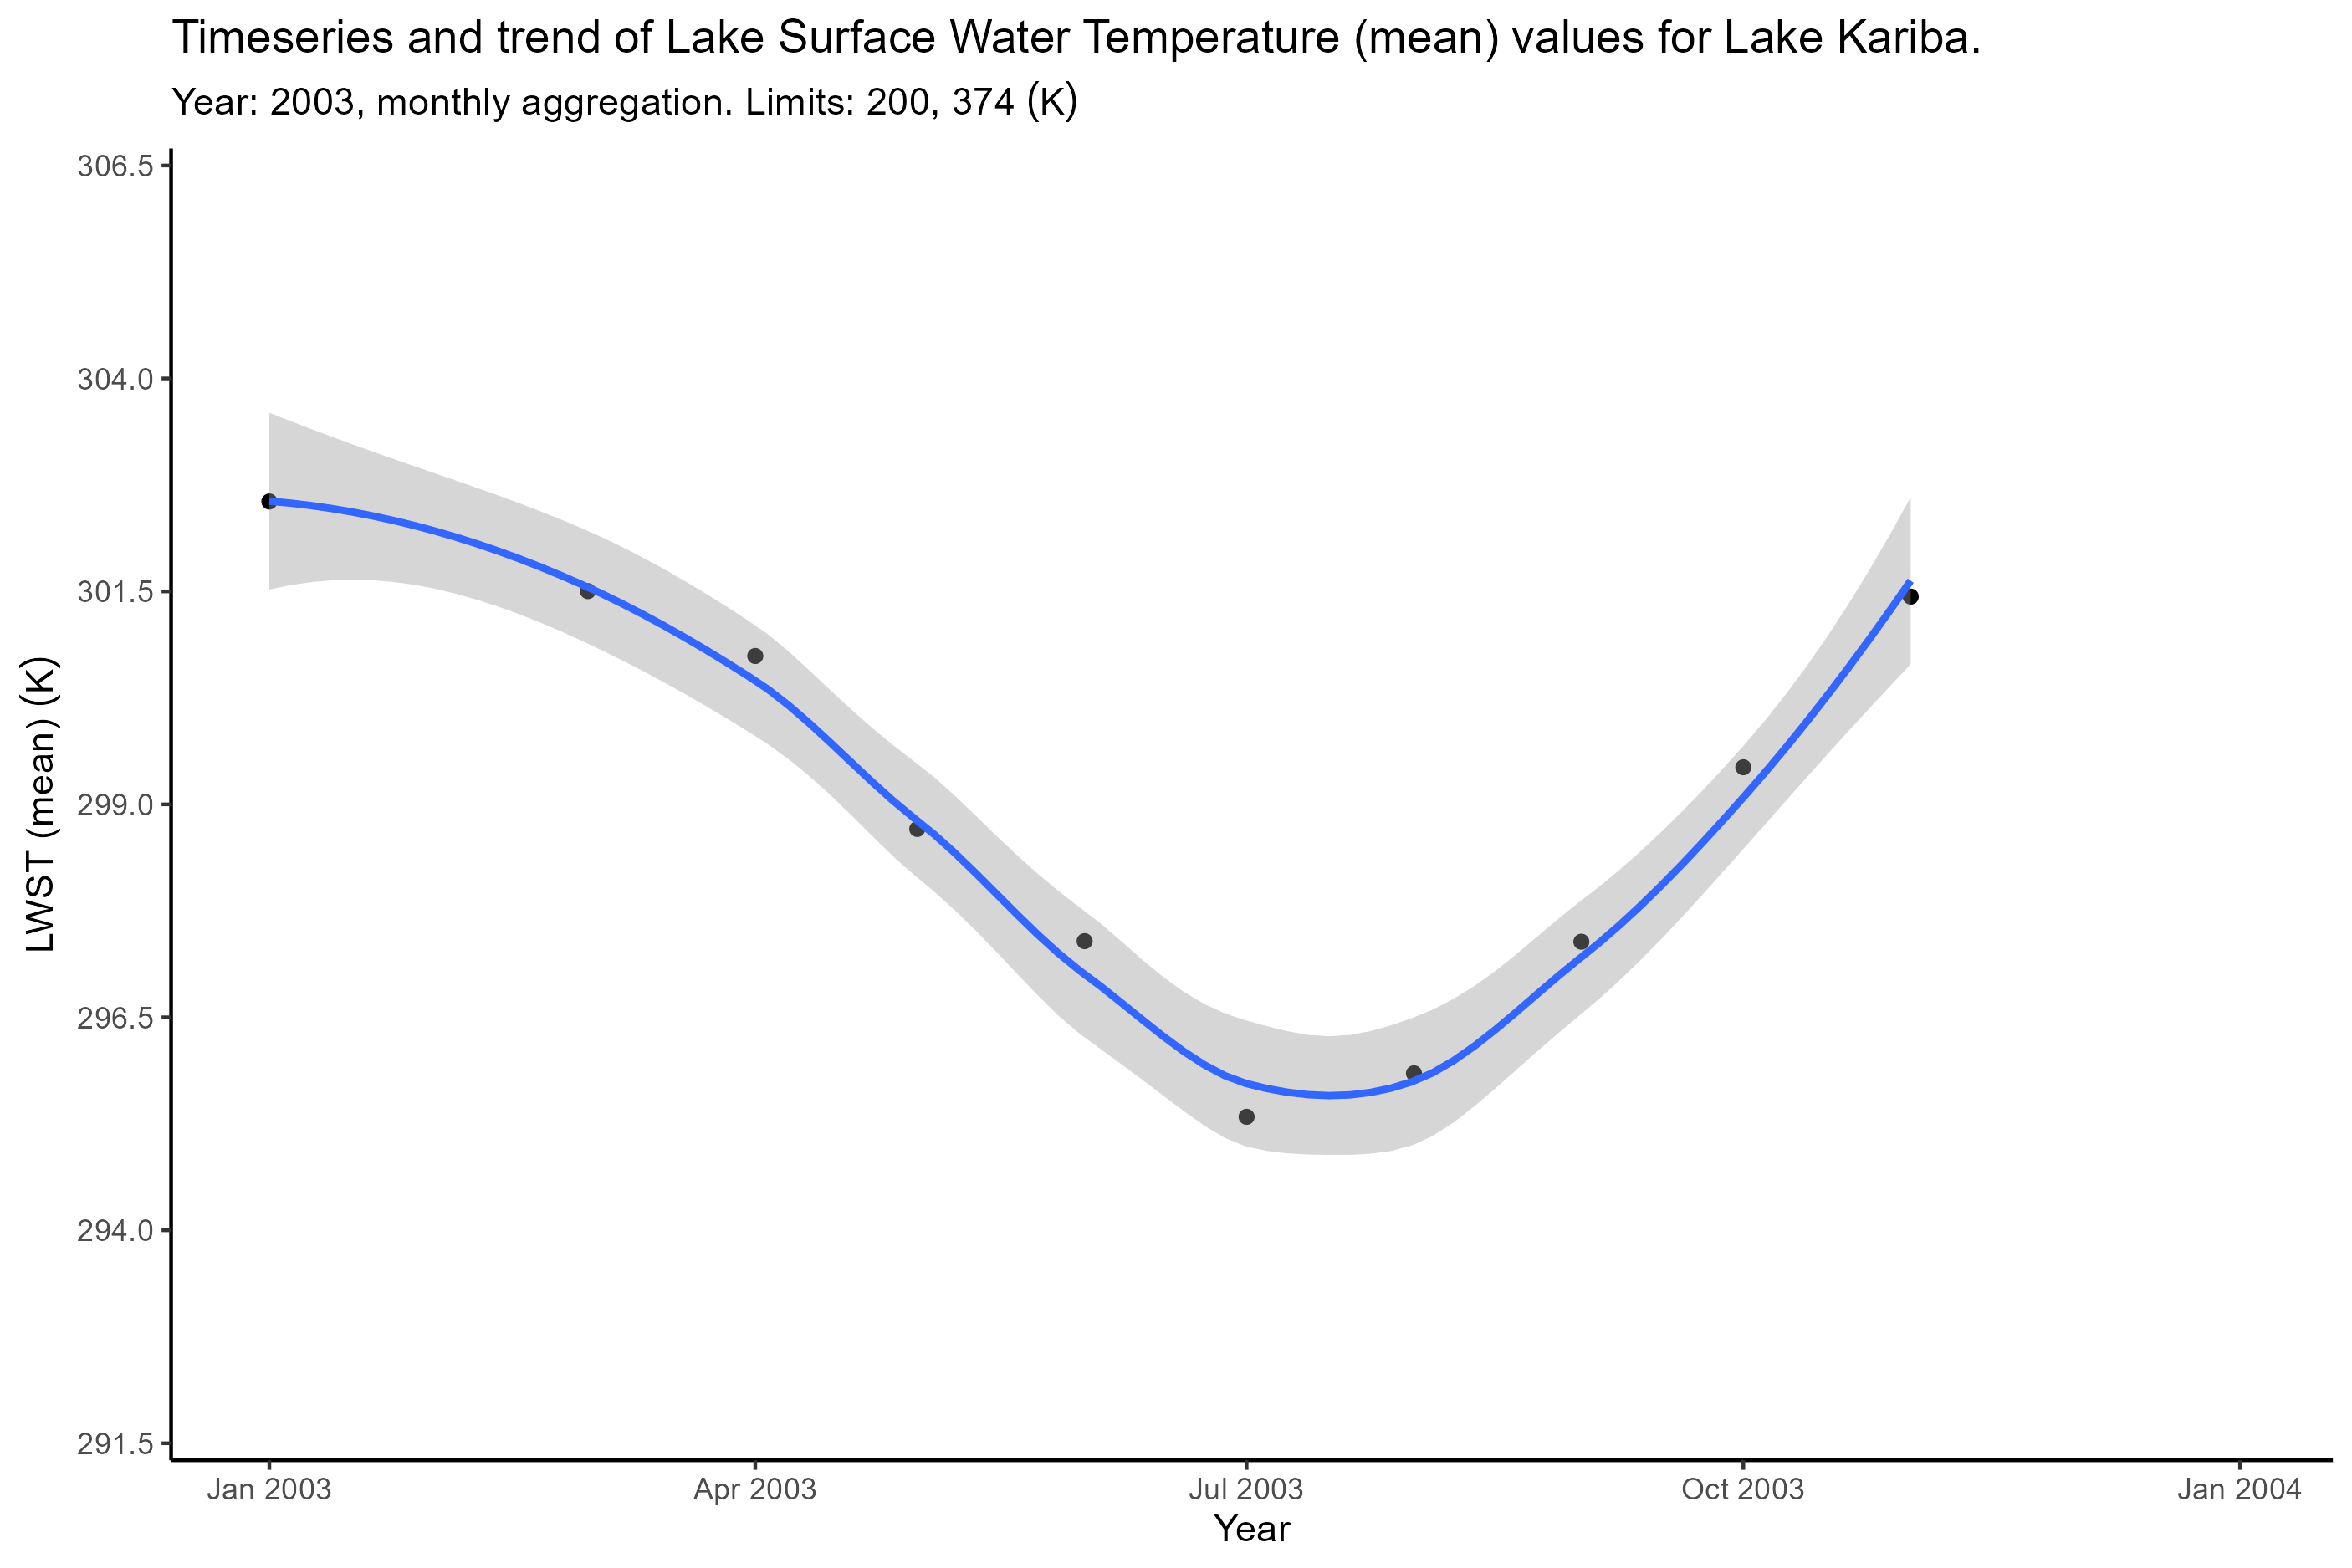 Timeseries and trend of Lake Surface Water Temperature (mean) values for Lake Kariba.
Year: 2003, monthly aggregation. Limits: 200, 374 (K)
LWST (mean) (K)
306.5
304.0
301.5
299.0
296.5
294.0
291.5
Jan 2003 Apr 2003 Jul 2003 Oct 2003 Jan 2004
Year